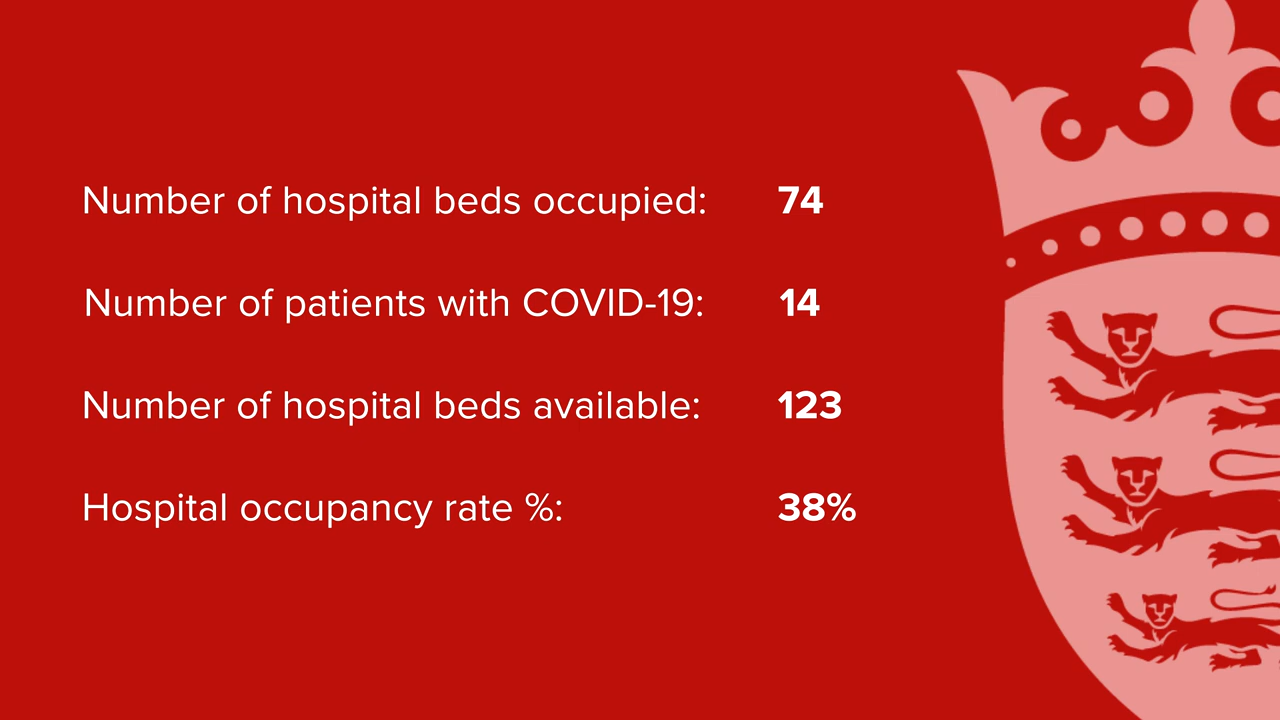 Number of hospital beds occupied: 74
Number of patients with COVID-19: 14
Number of hospital beds available: 123
Hospital occupancy rate %: 38%